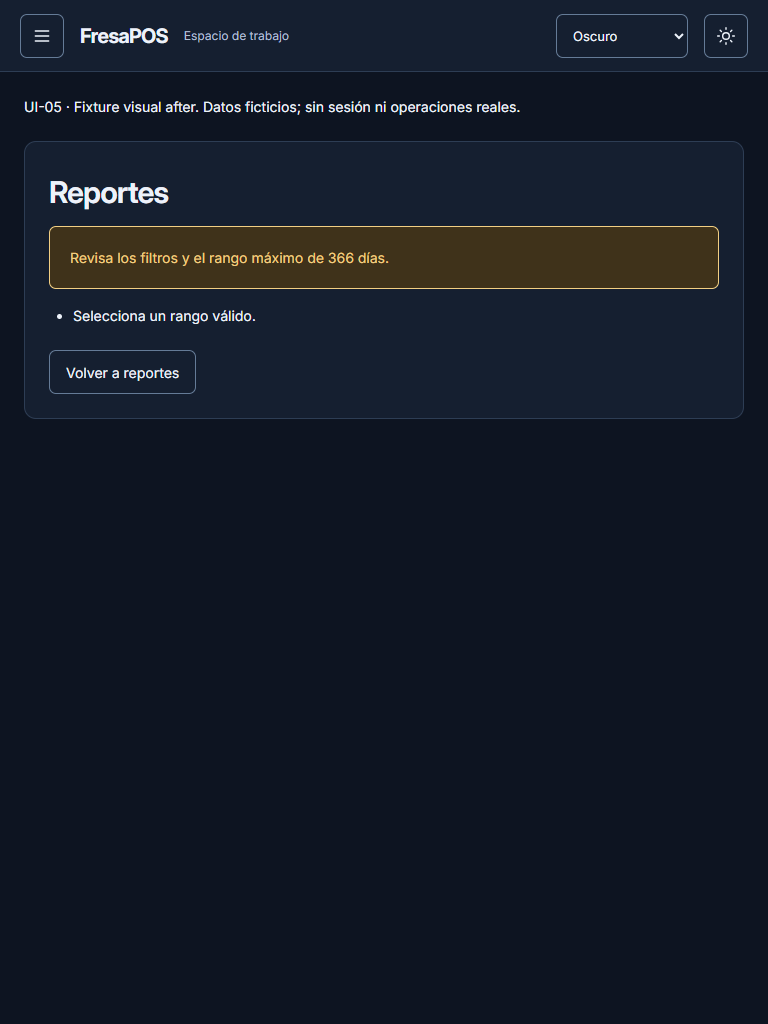 FresaPOS Espacio de trabajo Oscuro
UI-05 · Fixture visual after. Datos ficticios; sin sesión ni operaciones reales.
Reportes
Revisa los filtros y el rango máximo de 366 días.
• Selecciona un rango válido.
Volver a reportes